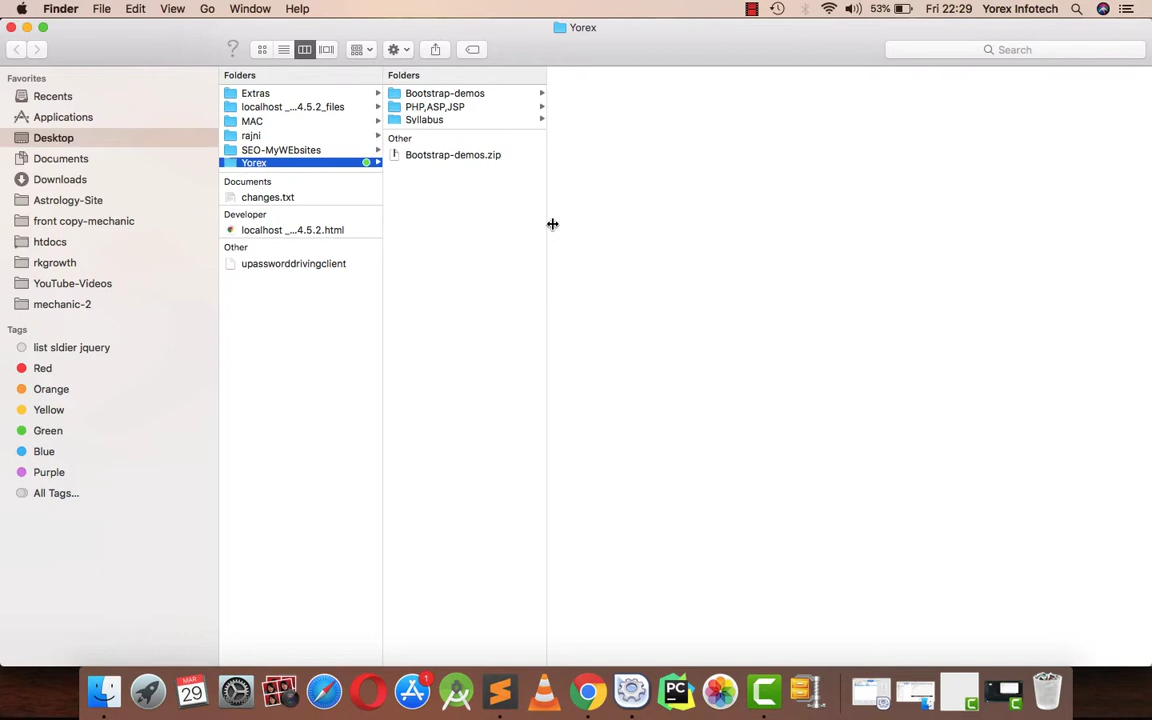 Finder File Edit View Go Window Help 53% Fri 22:29 Yorex Infotech
Yorex
Search
Favorites
Recents
Applications
Desktop
Documents
Downloads
Astrology-Site
front copy-mechanic
htdocs
rkgrowth
YouTube-Videos
mechanic-2
Tags
list sldier jquery
Red
Orange
Yellow
Green
Blue
Purple
All Tags...
Folders
Extras
localhost _...4.5.2_files
MAC
rajni
SEO-MyWEbsites
Yorex
Documents
changes.txt
Developer
localhost _...4.5.2.html
Other
upassworddrivingclient
Folders
Bootstrap-demos
PHP,ASP,JSP
Syllabus
Other
Bootstrap-demos.zip
MAR
29
1
PC